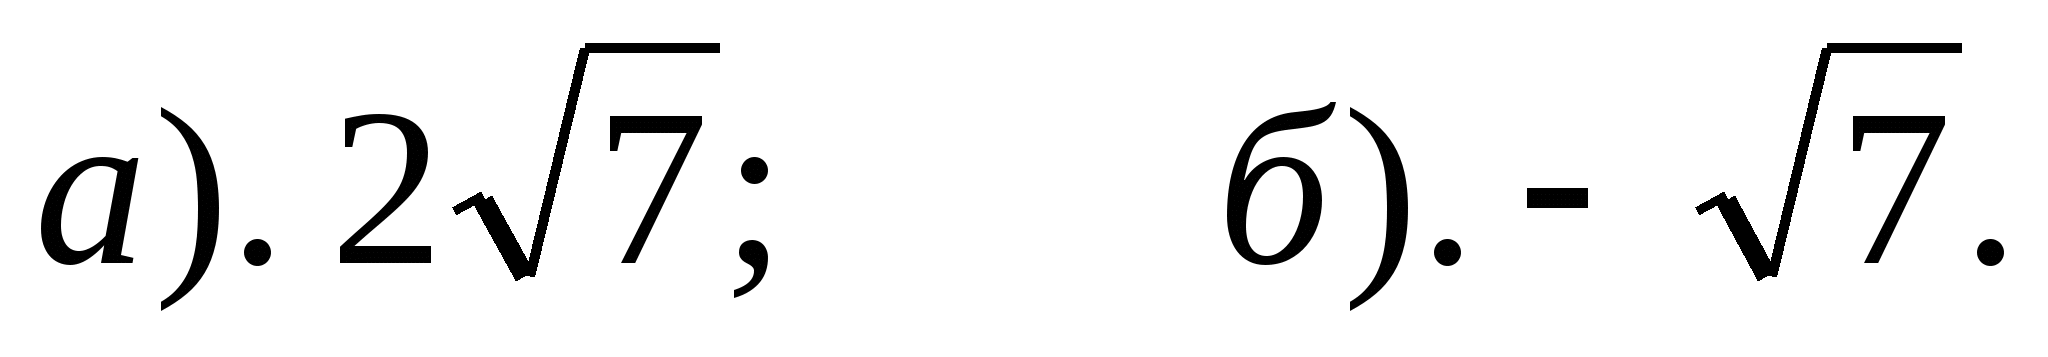 а). 2√7;    б). - √7.